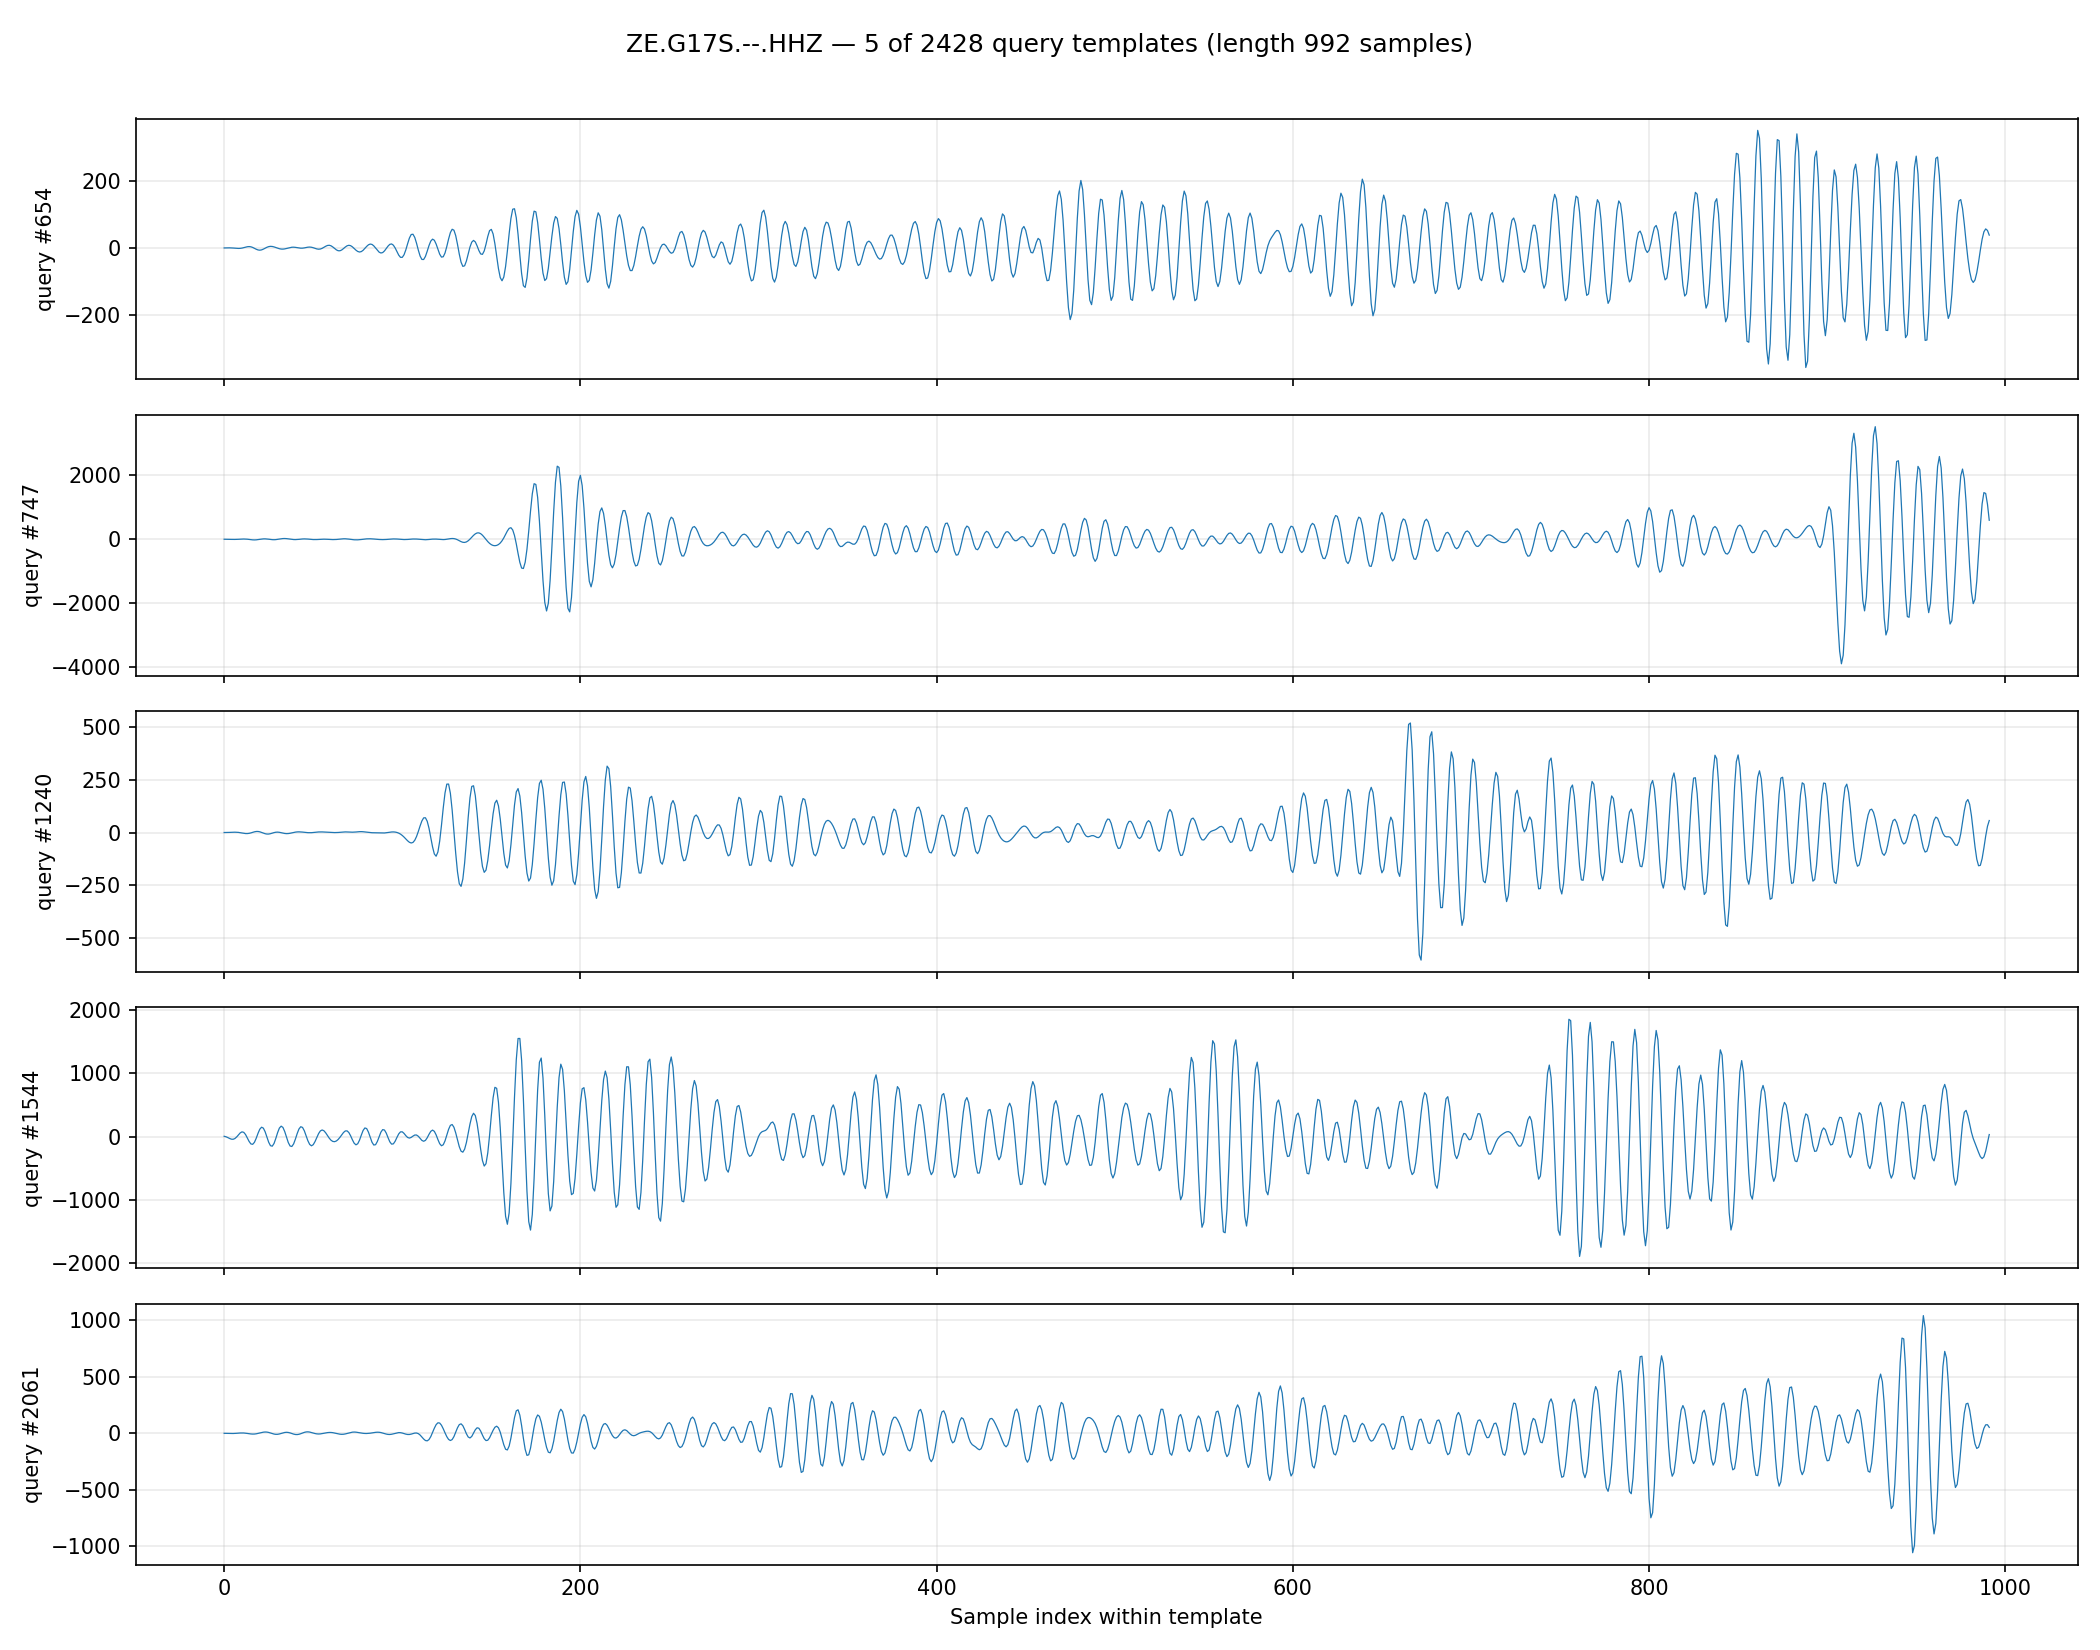 ZE.G17S.--.HHZ — 5 of 2428 query templates (length 992 samples)
query #654
200
0
−200
query #747
2000
0
−2000
−4000
query #1240
500
250
0
−250
−500
query #1544
2000
1000
0
−1000
−2000
query #2061
1000
500
0
−500
−1000
0 200 400 600 800 1000
Sample index within template